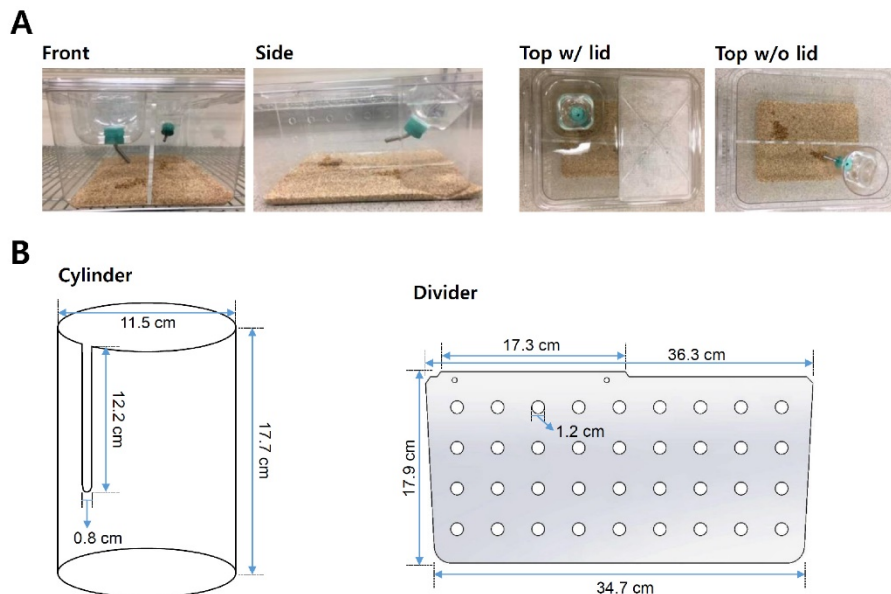 A
Front
Side
Top w/ lid
Top w/o lid
B
Cylinder
11.5 cm
12.2 cm
17.7 cm
0.8 cm
Divider
17.3 cm
36.3 cm
1.2 cm
17.9 cm
34.7 cm